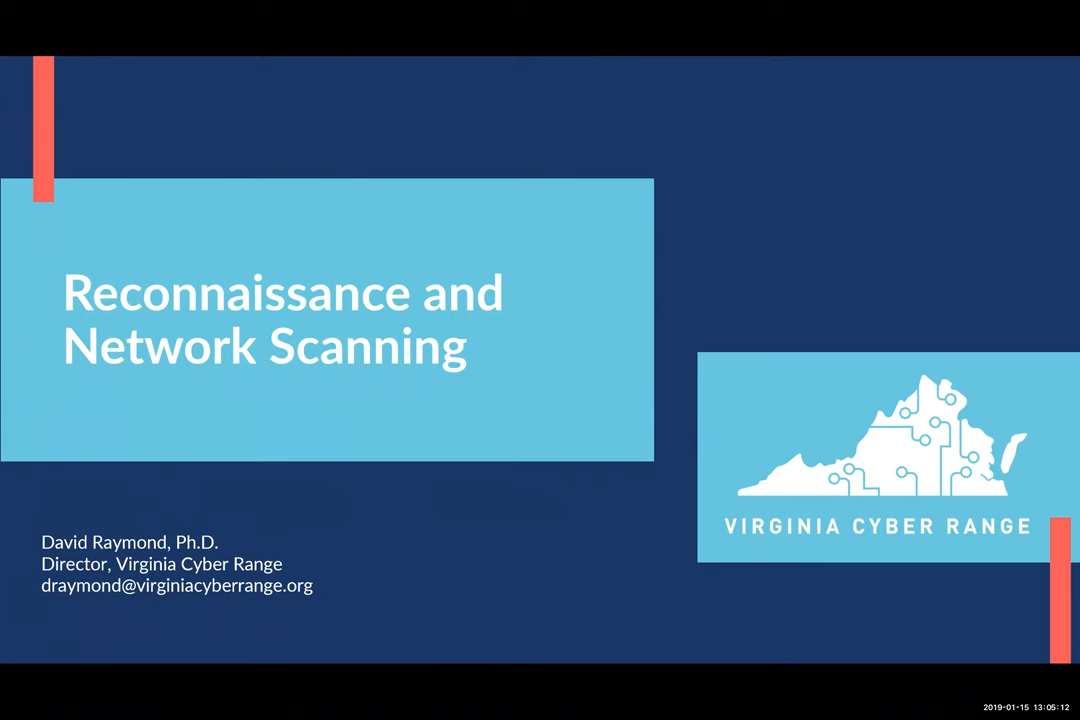 Reconnaissance and
Network Scanning
VIRGINIA CYBER RANGE
David Raymond, Ph.D.
Director, Virginia Cyber Range
draymond@virginiacyberrange.org
2019-01-15 13:05:12